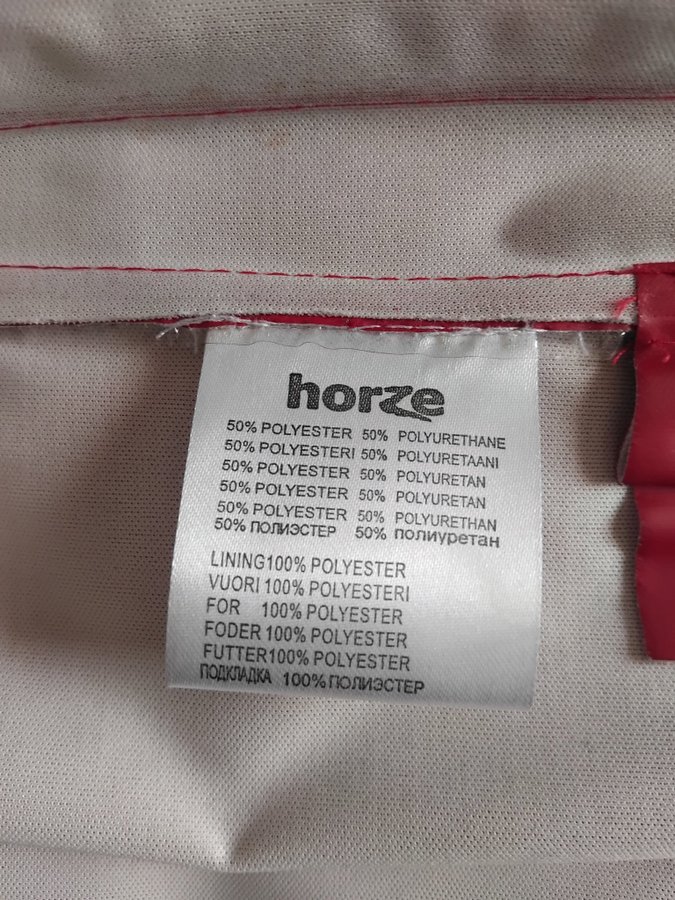 horze
50% POLYESTER 50% POLYURETHANE
50% POLYESTERI 50% POLYURETAANI
50% POLYESTER 50% POLYURETAN
50% POLYESTER 50% POLYURETAN
50% POLYESTER 50% POLYURETHAN
50% ПОЛИЭСТЕР 50% полиуретан
LINING100% POLYESTER
VUORI 100% POLYESTERI
FOR 100% POLYESTER
FODER 100% POLYESTER
FUTTER100% POLYESTER
ПОДКЛАДКА 100% ПОЛИЭСТЕР